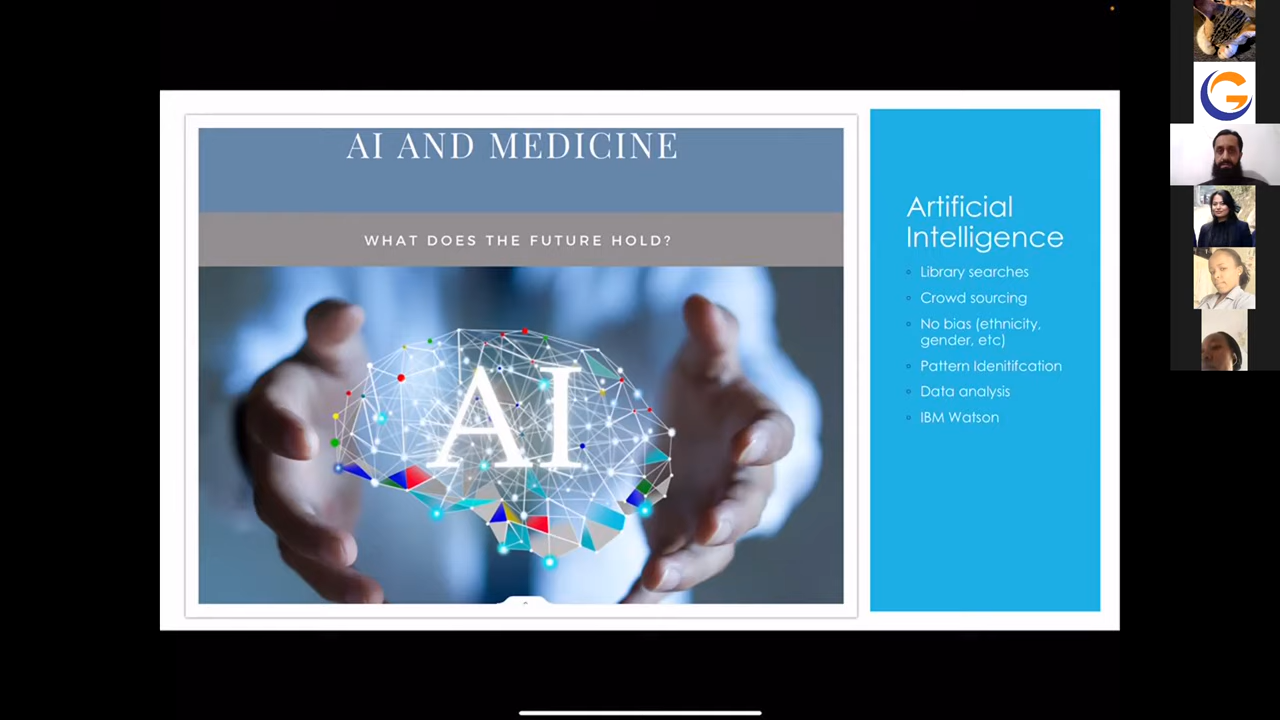 AI AND MEDICINE
WHAT DOES THE FUTURE HOLD?
AI
Artificial
Intelligence
Library searches
Crowd sourcing
No bias (ethnicity,
gender, etc)
Pattern Idenitifcation
Data analysis
IBM Watson
G